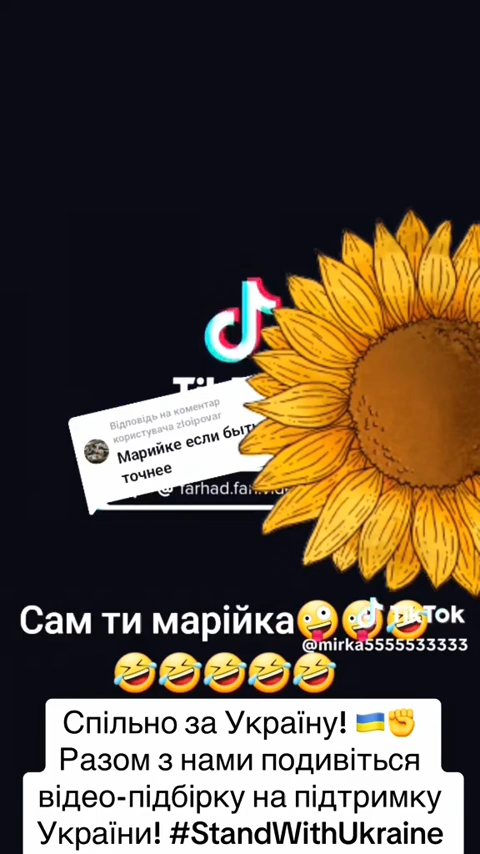 Відповідь на коментар
користувача zloipovar
Марийке если быть
точнее
Сам ти марійка🤪🤪🤣
TikTok
@mirka5555533333
🤣🤣🤣🤣🤣
Спільно за Україну! 🇺🇦✊
Разом з нами подивіться
відео-підбірку на підтримку
України! #StandWithUkraine